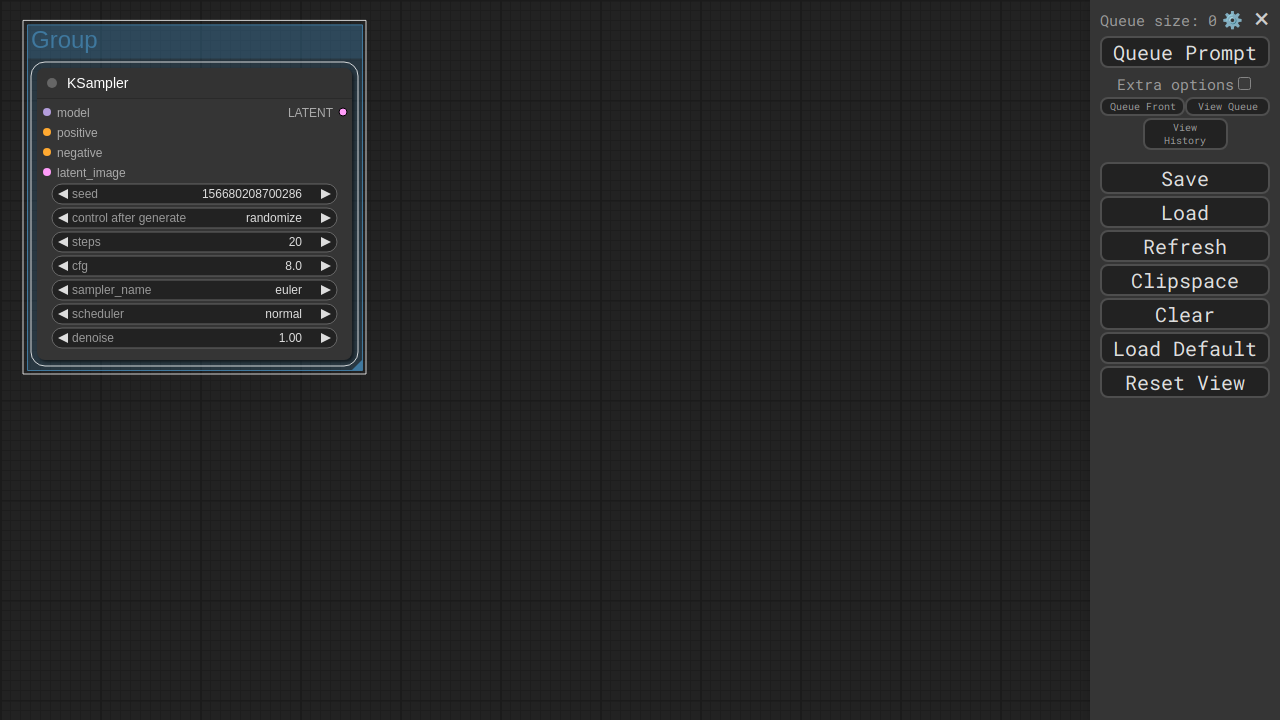 Group
KSampler
model LATENT
positive
negative
latent_image
seed 156680208700286
control after generate randomize
steps 20
cfg 8.0
sampler_name euler
scheduler normal
denoise 1.00
Queue size: 0
Queue Prompt
Extra options
Queue Front View Queue
View
History
Save
Load
Refresh
Clipspace
Clear
Load Default
Reset View